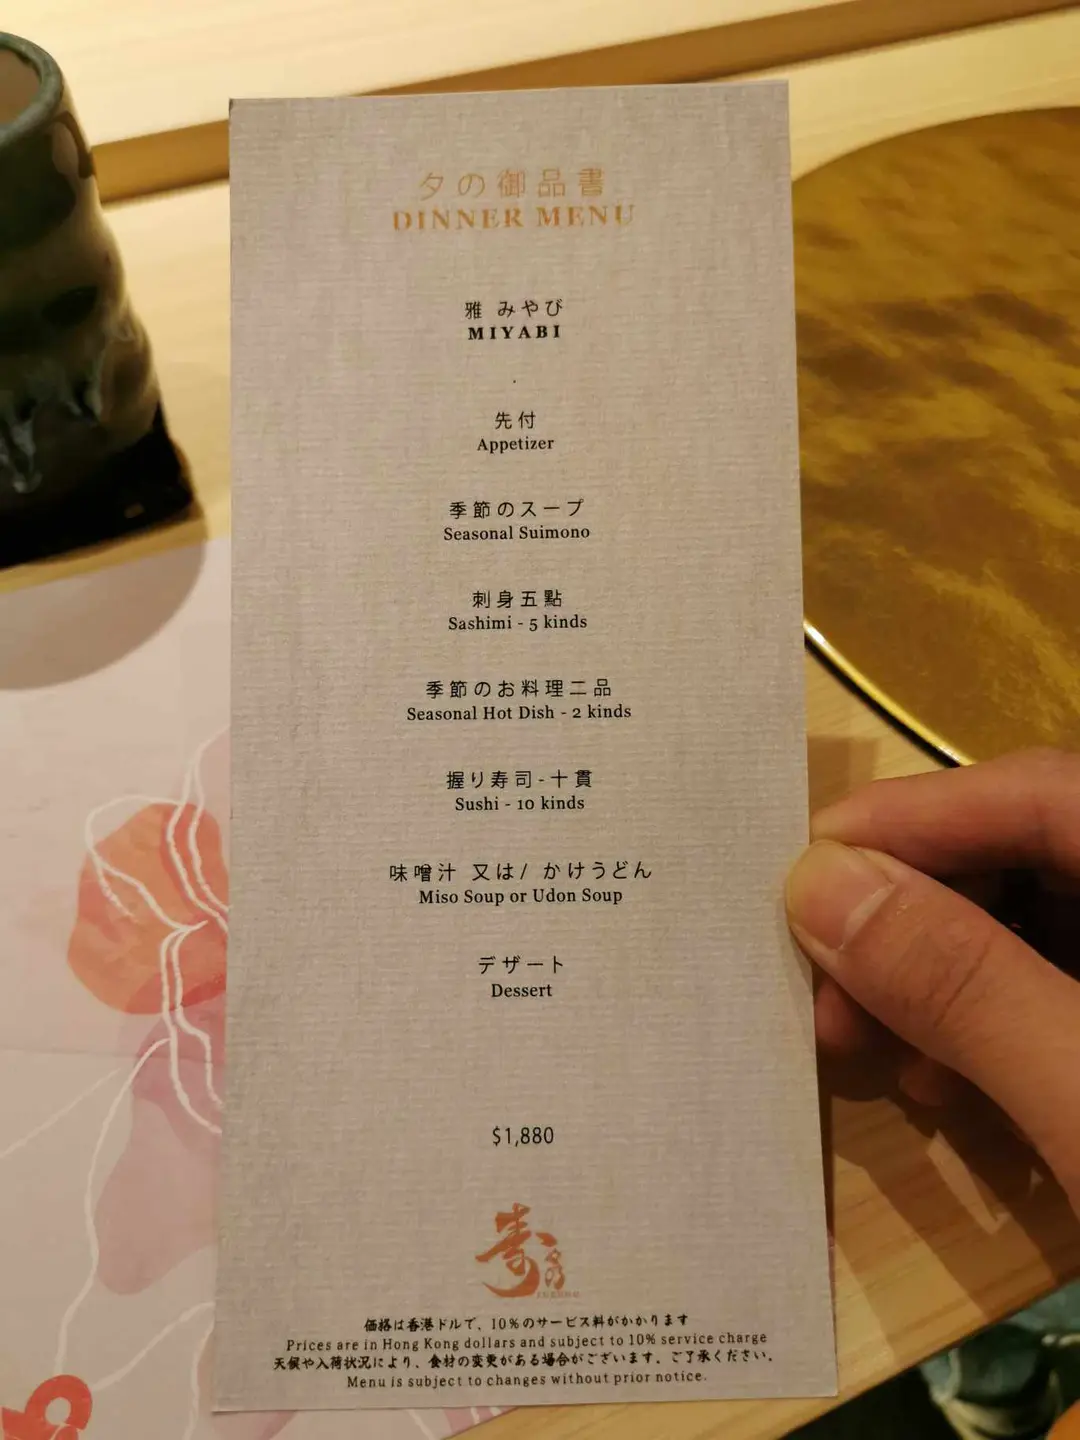 夕の御品書
DINNER MENU
雅 みやび
MIYABI
先付
Appetizer
季節のスープ
Seasonal Suimono
刺身五點
Sashimi - 5 kinds
季節のお料理二品
Seasonal Hot Dish - 2 kinds
握り寿司-十貫
Sushi - 10 kinds
味噌汁 又は/ かけうどん
Miso Soup or Udon Soup
デザート
Dessert
$1,880
寿
価格は香港ドルで、10%のサービス料がかかります
Prices are in Hong Kong dollars and subject to 10% service charge
天候や入荷状況により、食材の変更がある場合がございます。ご了承ください。
Menu is subject to changes without prior notice.